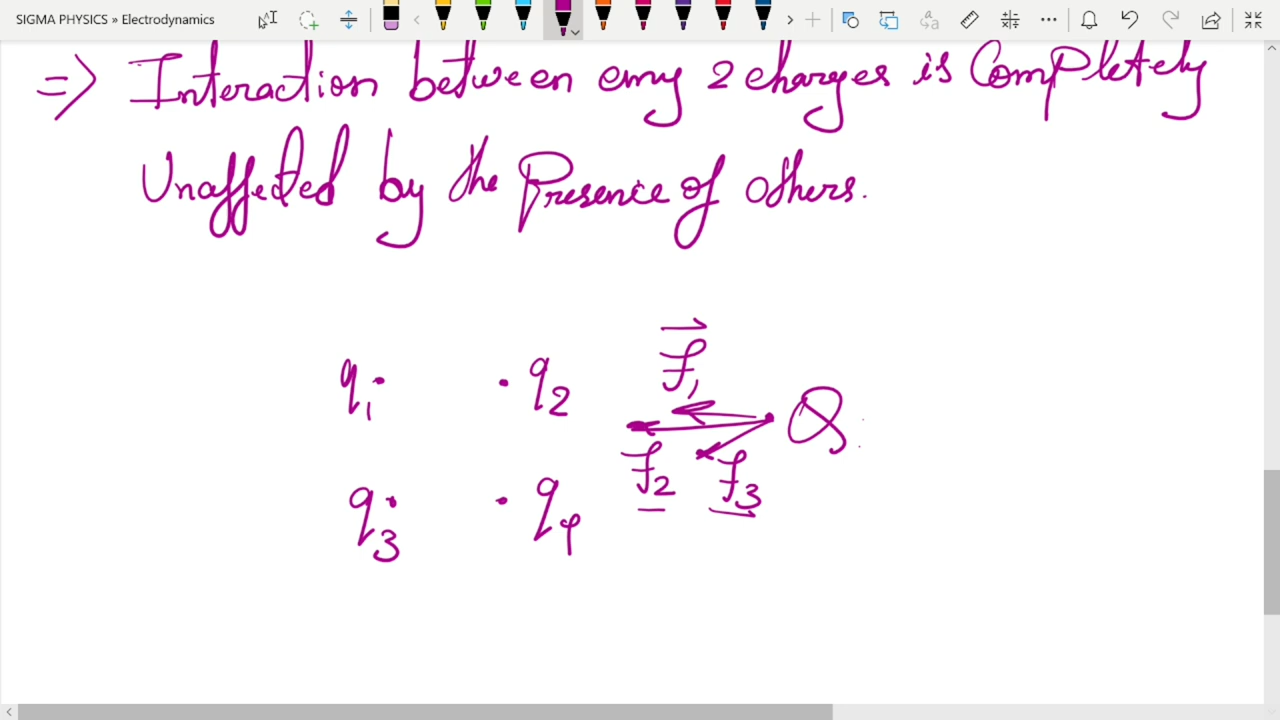 SIGMA PHYSICS » Electrodynamics
=> Interaction between any 2 charges is Completely
Unaffected by the Presence of others.
f₁
q₁ q₂ Q
f₂ f₃
q₃ q₄